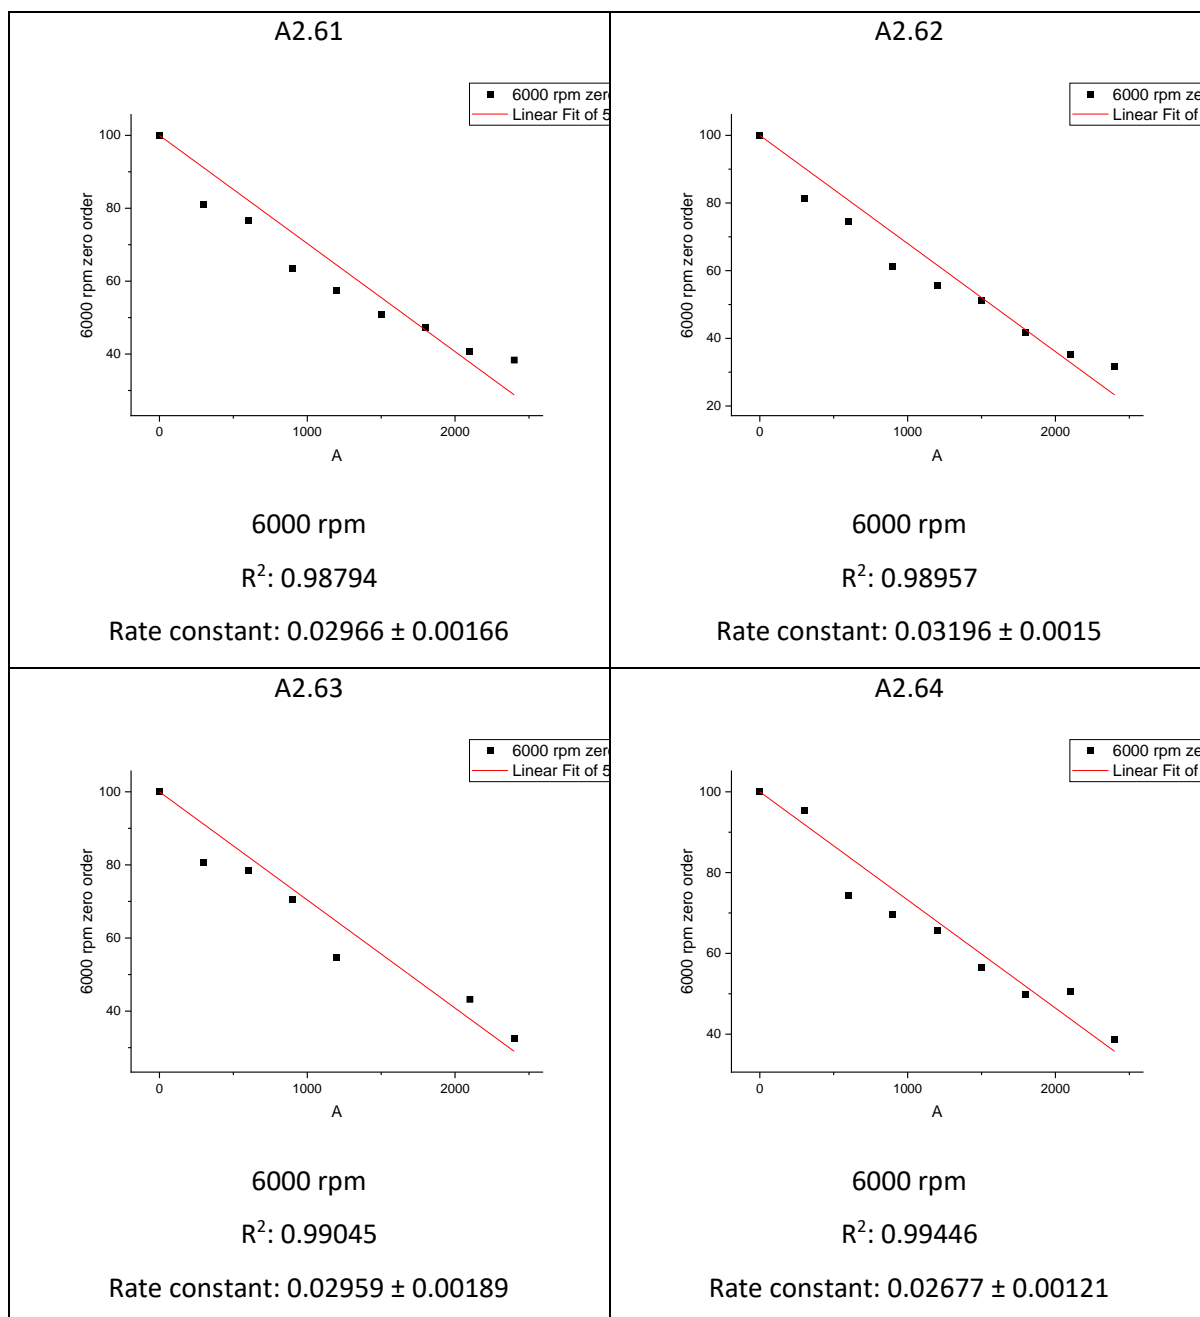 A2.61
6000 rpm zero
Linear Fit of 5
100
80
60
40
6000 rpm zero order
0
1000
2000
A
6000 rpm
R²: 0.98794
Rate constant: 0.02966 ± 0.00166
A2.62
6000 rpm ze
Linear Fit of
100
80
60
40
20
6000 rpm zero order
0
1000
2000
A
6000 rpm
R²: 0.98957
Rate constant: 0.03196 ± 0.0015
A2.63
6000 rpm zero
Linear Fit of 5
100
80
60
40
6000 rpm zero order
0
1000
2000
A
6000 rpm
R²: 0.99045
Rate constant: 0.02959 ± 0.00189
A2.64
6000 rpm ze
Linear Fit of
100
80
60
40
6000 rpm zero order
0
1000
2000
A
6000 rpm
R²: 0.99446
Rate constant: 0.02677 ± 0.00121